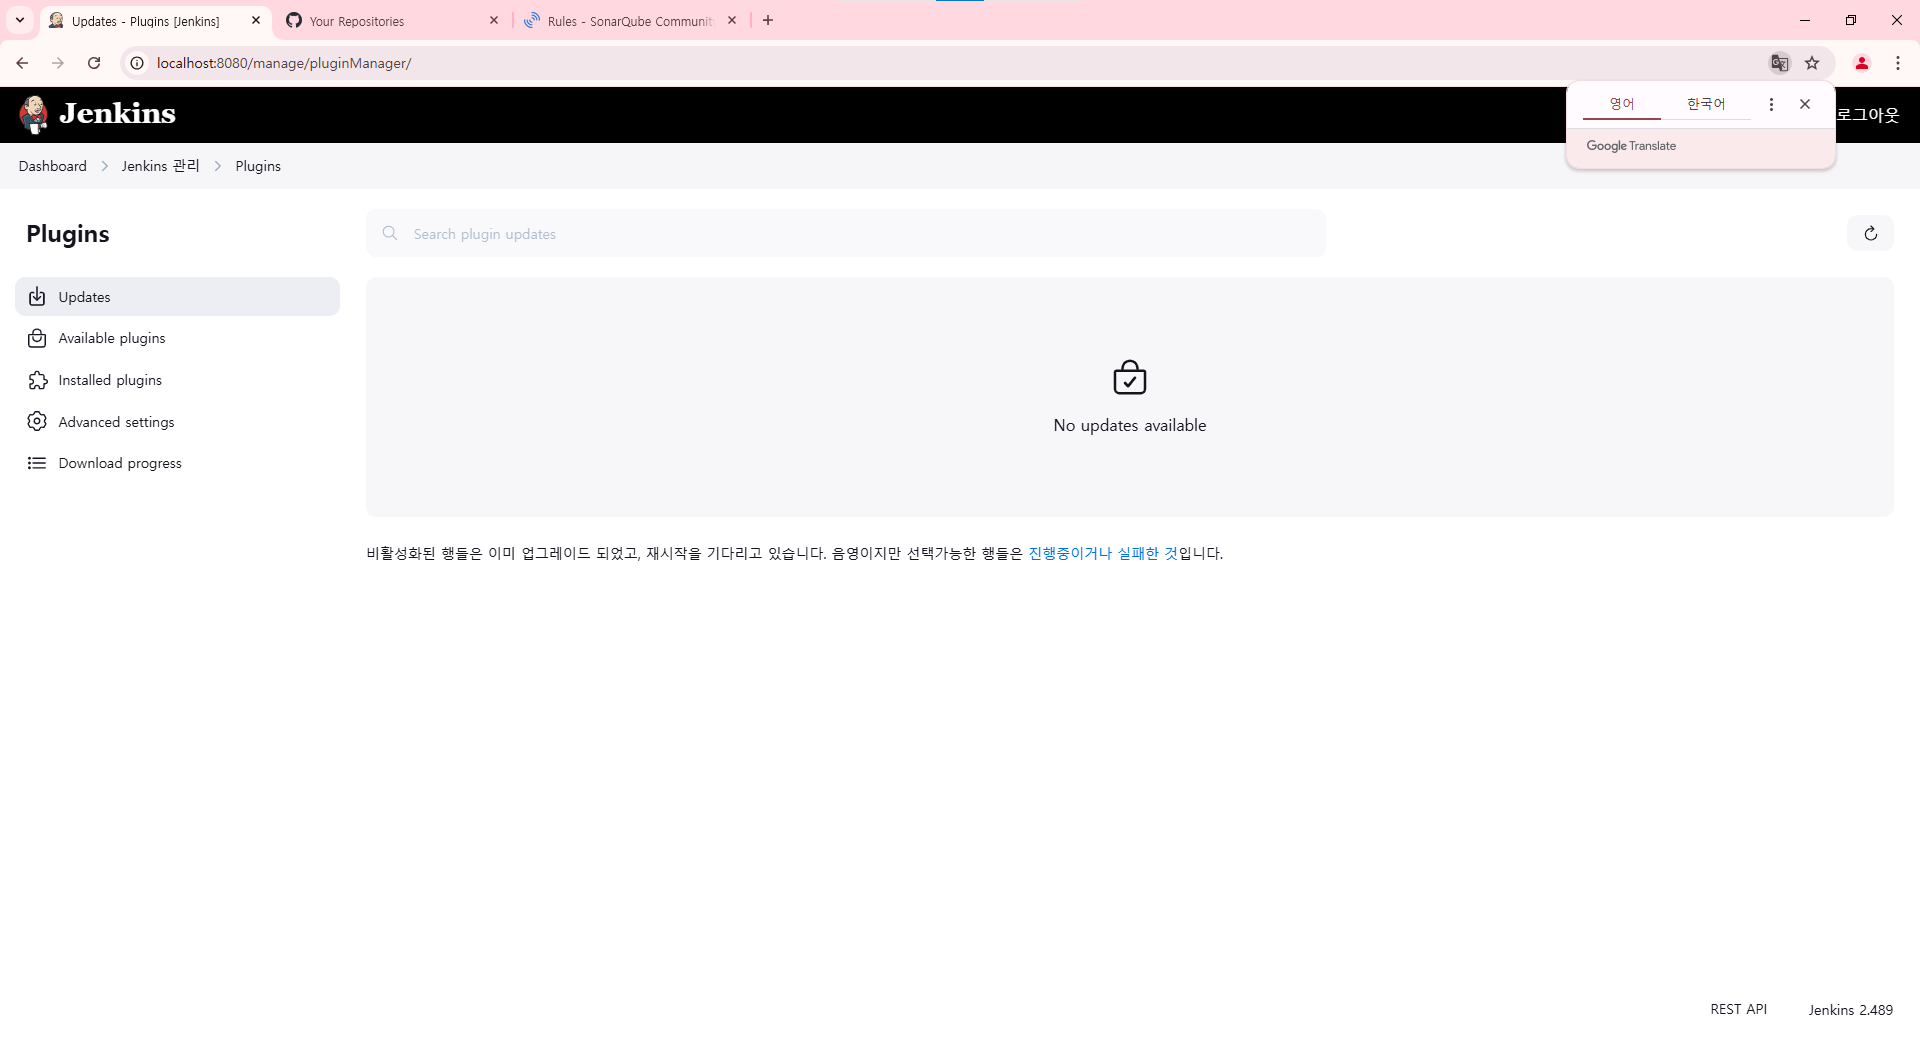 Updates - Plugins [Jenkins]
Your Repositories
Rules - SonarQube Communit
localhost:8080/manage/pluginManager/
영어
한국어
Google Translate
Jenkins
로그아웃
Dashboard
Jenkins 관리
Plugins
Plugins
Search plugin updates
Updates
Available plugins
Installed plugins
Advanced settings
Download progress
No updates available
비활성화된 행들은 이미 업그레이드 되었고, 재시작을 기다리고 있습니다. 음영이지만 선택가능한 행들은 진행중이거나 실패한 것입니다.
REST API
Jenkins 2.489